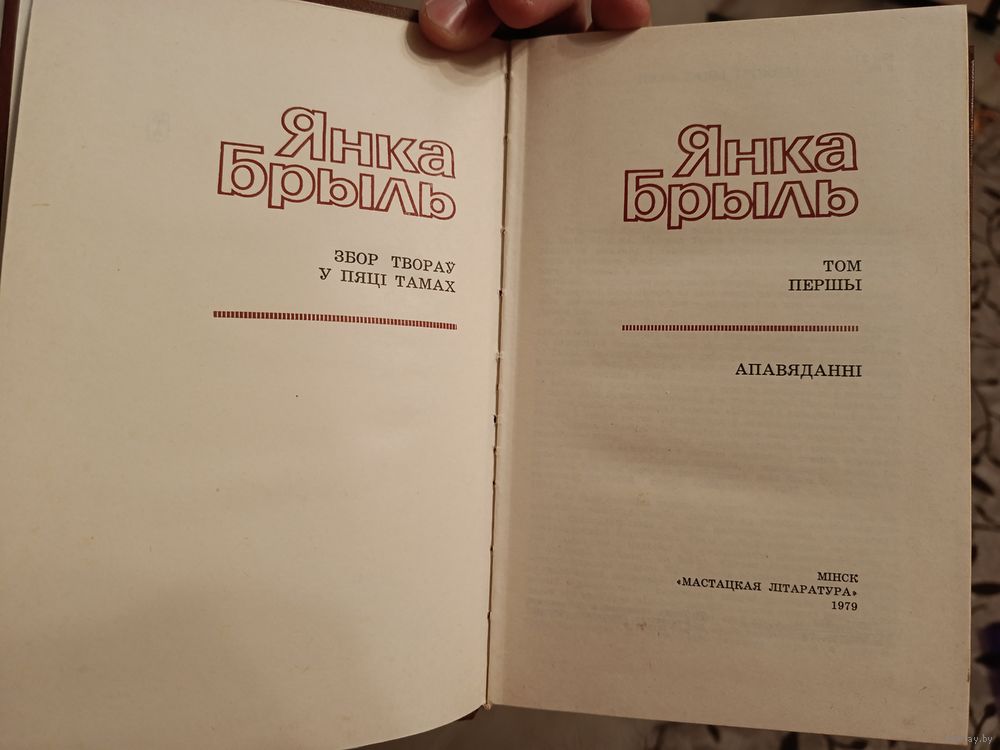 Янка
Брыль
ЗБОР ТВОРАЎ
У ПЯЦІ ТАМАХ
Янка
Брыль
ТОМ
ПЕРШЫ
АПАВЯДАННІ
МІНСК
«МАСТАЦКАЯ ЛІТАРАТУРА»
1979